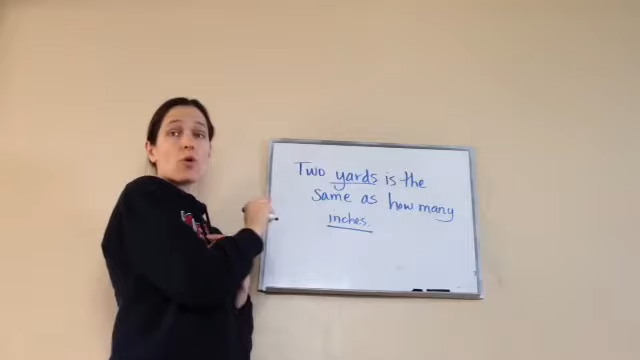 Two yards is the
same as how many
inches.